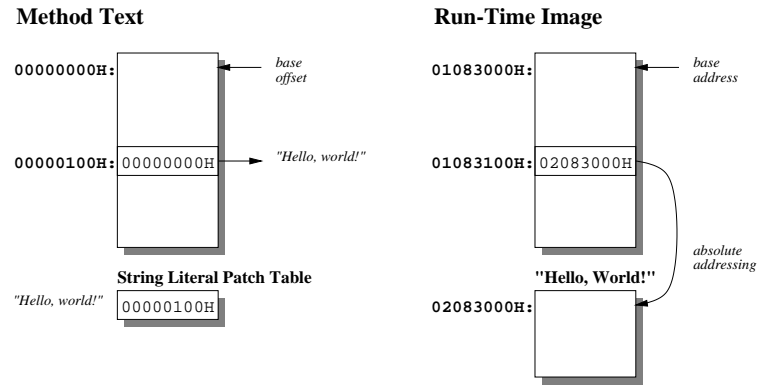 Method Text
00000000H:
base
offset
00000100H:
00000000H
"Hello, world!"
String Literal Patch Table
"Hello, world!"
00000100H
Run-Time Image
01083000H:
base
address
01083100H:
02083000H
absolute
addressing
"Hello, World!"
02083000H: